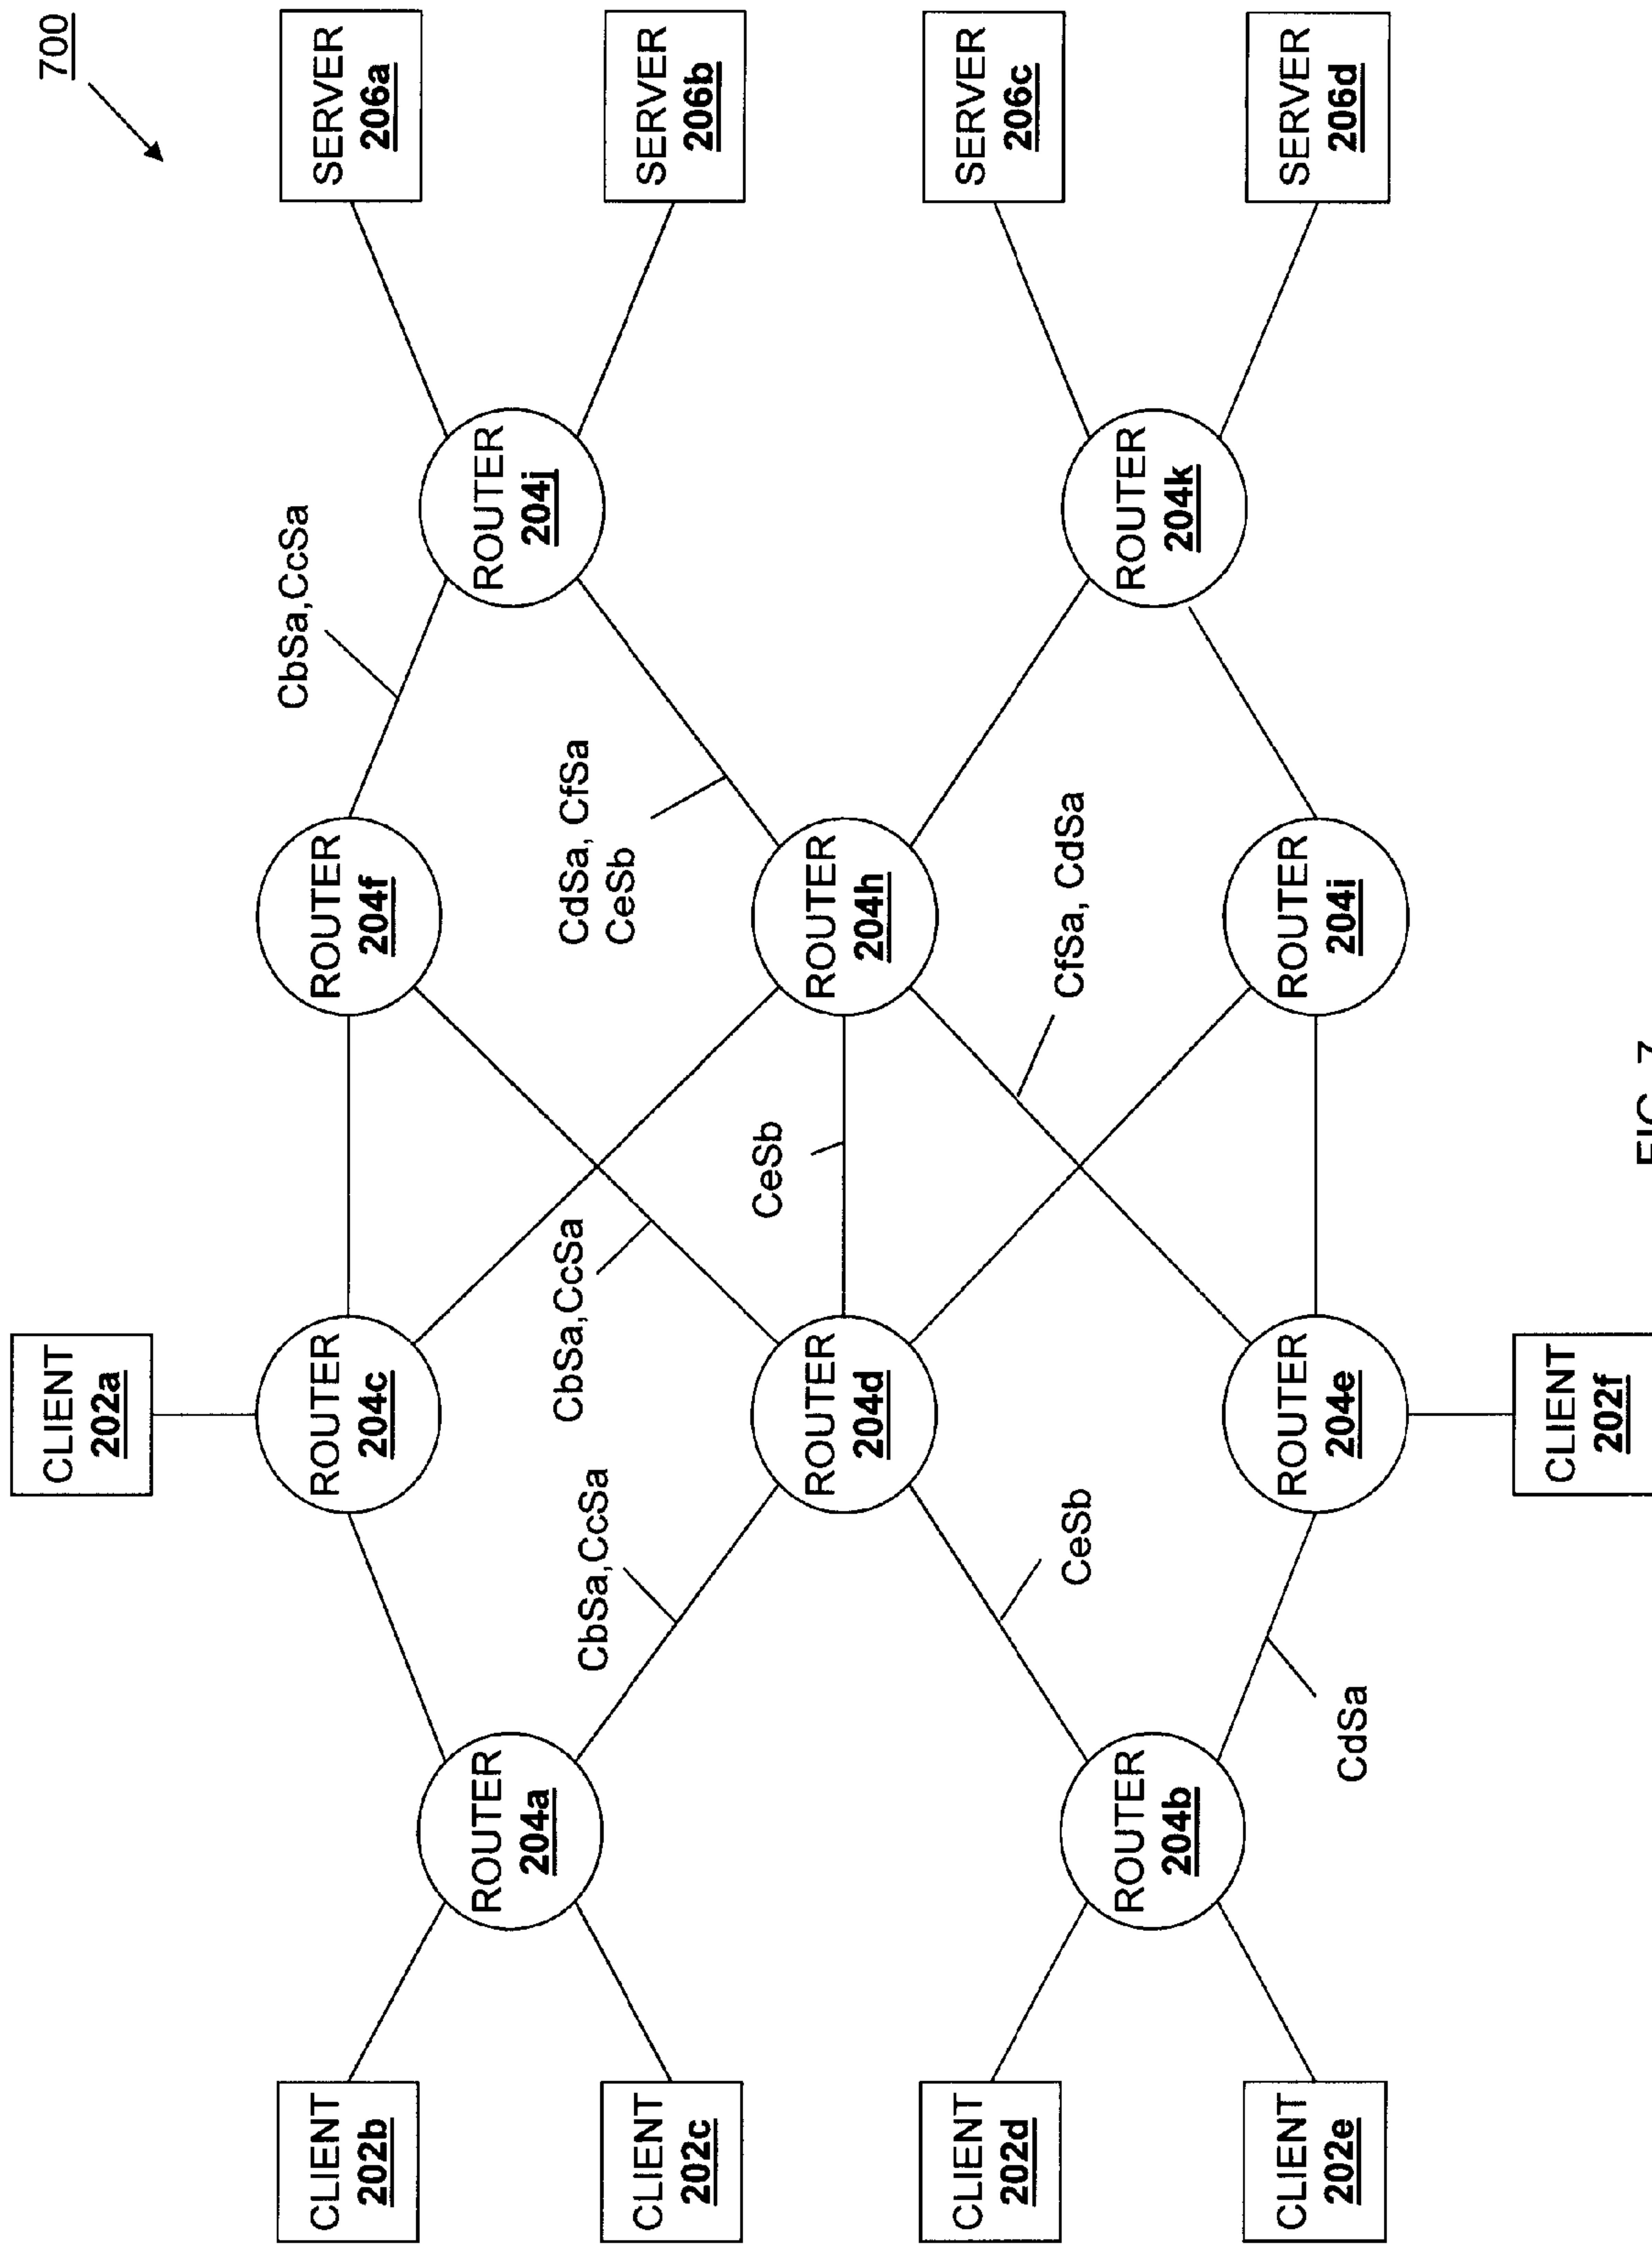 700
CLIENT
202a
CLIENT
202b
ROUTER
204c
ROUTER
204f
CbSa,CcSa
SERVER
206a
ROUTER
204a
CbSa,CcSa
CbSa,CcSa
CdSa, CfSa
CeSb
ROUTER
204j
CLIENT
202c
SERVER
206b
ROUTER
204d
CeSb
ROUTER
204h
CLIENT
202d
CeSb
CfSa, CdSa
SERVER
206c
ROUTER
204b
ROUTER
204k
CLIENT
202e
CdSa
ROUTER
204e
ROUTER
204i
SERVER
206d
CLIENT
202f